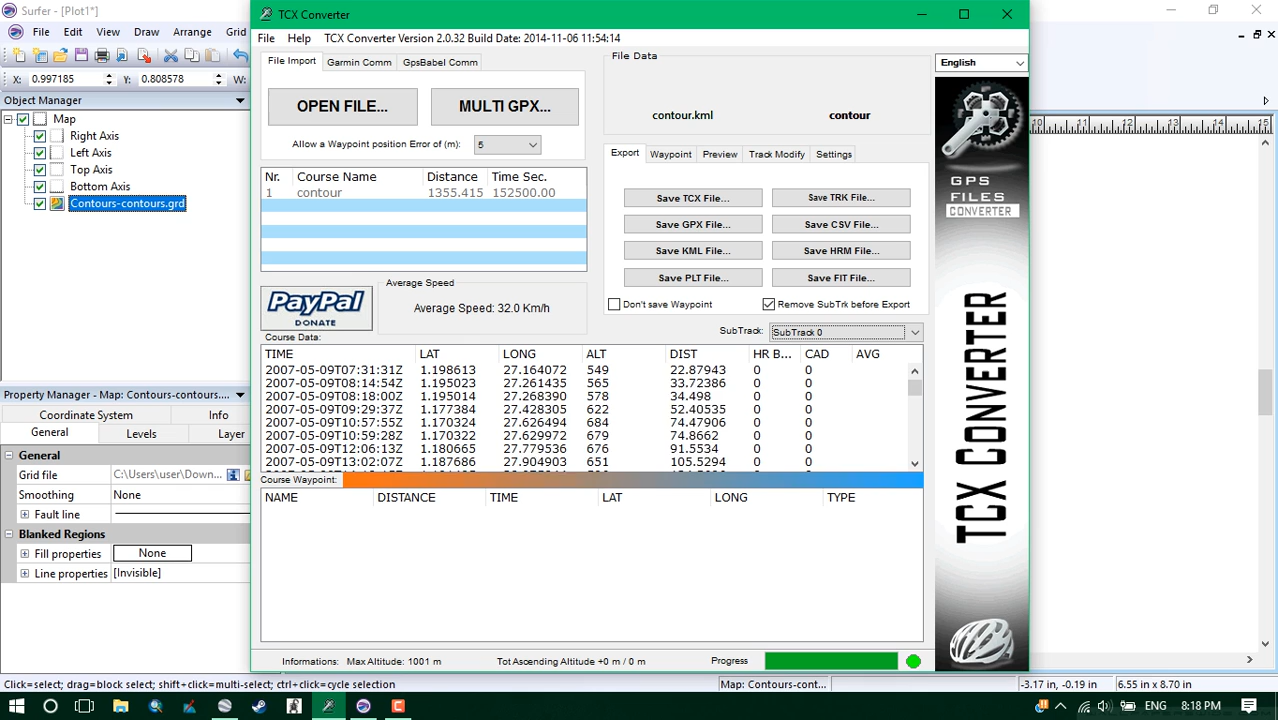 Surfer - [Plot1*]
File Edit View Draw Arrange Grid
X: 0.997185 Y: 0.808578 W:
Object Manager
Map
Right Axis
Left Axis
Top Axis
Bottom Axis
Contours-contours.grd
Property Manager - Map: Contours-contours....
Coordinate System Info
General Levels Layer
General
Grid file C:\Users\user\Down...
Smoothing None
Fault line
Blanked Regions
Fill properties None
Line properties [Invisible]
TCX Converter
File Help TCX Converter Version 2.0.32 Build Date: 2014-11-06 11:54:14
File Import Garmin Comm GpsBabel Comm
OPEN FILE... MULTI GPX...
Allow a Waypoint position Error of (m): 5
Nr. Course Name Distance Time Sec.
contour 1355.415 152500.00
PayPal
DONATE
Average Speed
Average Speed: 32.0 Km/h
File Data
contour.kml contour
Export Waypoint Preview Track Modify Settings
Save TCX File... Save TRK File...
Save GPX File... Save CSV File...
Save KML File... Save HRM File...
Save PLT File... Save FIT File...
Don't save Waypoint Remove SubTrk before Export
SubTrack: SubTrack 0
Course Data:
TIME LAT LONG ALT DIST HR B... CAD AVG
2007-05-09T07:31:31Z 1.198613 27.164072 549 22.87943 0 0
2007-05-09T08:14:54Z 1.195023 27.261433 565 33.72386 0 0
2007-05-09T08:18:00Z 1.195014 27.268390 578 34.498 0 0
2007-05-09T09:29:37Z 1.177384 27.428305 622 52.40535 0 0
2007-05-09T10:57:55Z 1.170324 27.626494 684 74.47906 0 0
2007-05-09T10:59:28Z 1.170322 27.629972 679 74.8662 0 0
2007-05-09T12:06:13Z 1.180665 27.779536 676 91.5534 0 0
2007-05-09T13:02:07Z 1.187686 27.904903 651 105.5294 0 0
Course Waypoint:
NAME DISTANCE TIME LAT LONG TYPE
Informations: Max Altitude: 1001 m Tot Ascending Altitude +0 m / 0 m Progress
English
GPS
FILES
CONVERTER
TCX CONVERTER
10 11 12 13 14 15
Click=select; drag=block select; shift+click=multi-select; ctrl+click=cycle selection
Map: Contours-cont... -3.17 in, -0.19 in 6.55 in x 8.70 in
ENG 8:18 PM